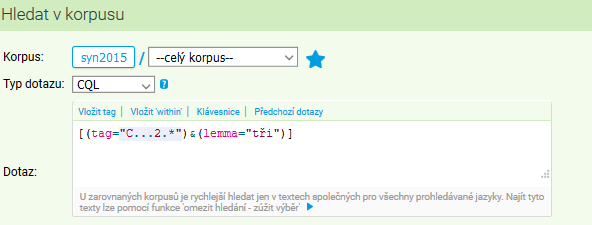 Hledat v korpusu
Korpus: syn2015 / --celý korpus--
Typ dotazu: CQL ?
Vložit tag | Vložit 'within' | Klávesnice | Předchozí dotazy
[(tag="C...2.*")&(lemma="tři")]
Dotaz:
U zarovnaných korpusů je rychlejší hledat jen v textech společných pro všechny prohledávané jazyky. Najít tyto
texty lze pomocí funkce 'omezit hledání - zúžit výběr'